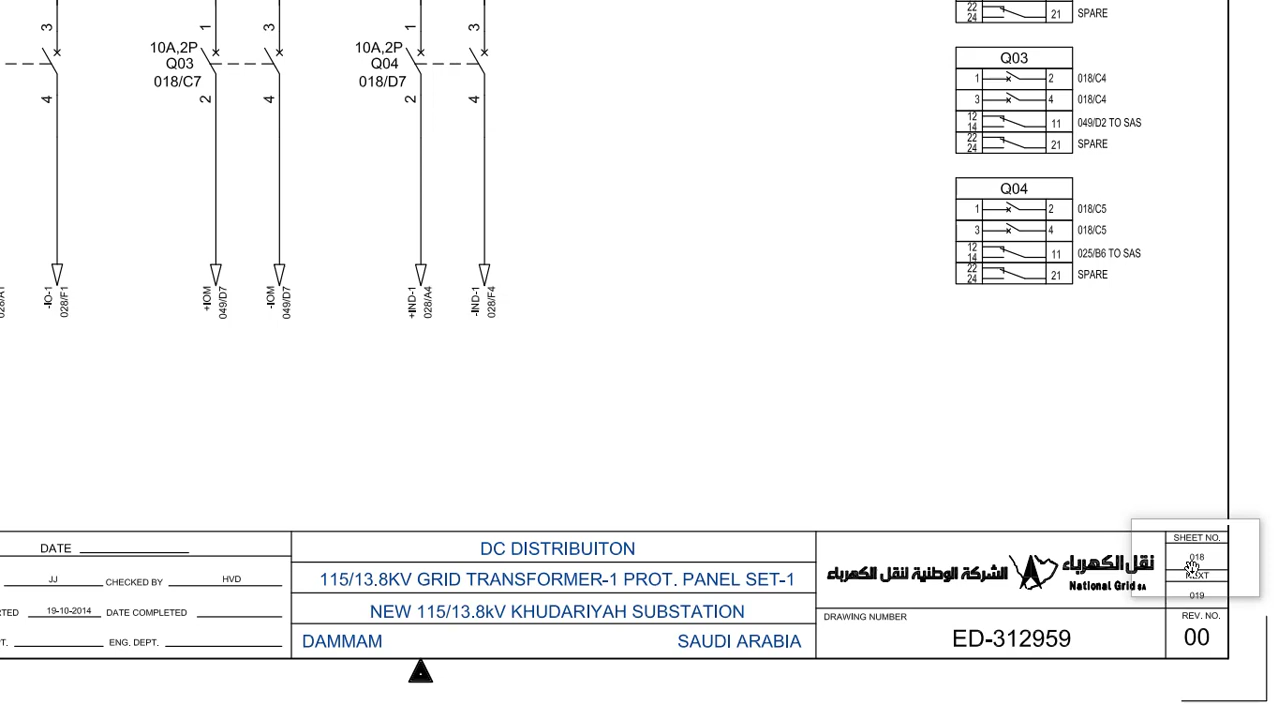 22
24
21
SPARE
3
1
3
1
3
10A,2P
Q03
018/C7
10A,2P
Q04
018/D7
4
2
4
2
4
Q03
1
2
018/C4
3
4
018/C4
12
14
11
049/D2 TO SAS
22
24
21
SPARE
Q04
1
2
018/C5
3
4
018/C5
12
14
11
025/B6 TO SAS
22
24
21
SPARE
028/A1
-IO-1
028/F1
+IOM
049/D7
-IOM
049/D7
+IND-1
028/A4
-IND-1
028/F4
DATE
JJ
CHECKED BY
HVD
19-10-2014
DATE COMPLETED
ENG. DEPT.
DC DISTRIBUITON
115/13.8KV GRID TRANSFORMER-1 PROT. PANEL SET-1
NEW 115/13.8kV KHUDARIYAH SUBSTATION
DAMMAM
SAUDI ARABIA
الشركة الوطنية لنقل الكهرباء
نقل الكهرباء
National Grid SA
DRAWING NUMBER
ED-312959
SHEET NO.
018
NEXT
019
REV. NO.
00